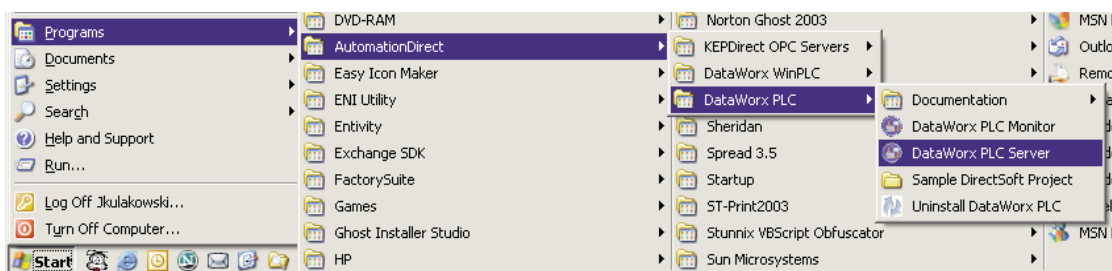 Programs
Documents
Settings
Search
Help and Support
Run...
Log Off Jkulakowski...
Turn Off Computer...
Start
DVD-RAM
AutomationDirect
Easy Icon Maker
ENI Utility
Entivity
Exchange SDK
FactorySuite
Games
Ghost Installer Studio
HP
Norton Ghost 2003
KEPDirect OPC Servers
DataWorx WinPLC
DataWorx PLC
Sheridan
Spread 3.5
Startup
ST-Print2003
Stunnix VBScript Obfuscator
Sun Microsystems
Documentation
DataWorx PLC Monitor
DataWorx PLC Server
Sample DirectSoft Project
Uninstall DataWorx PLC
MSN
Outlo
Remo
MSN